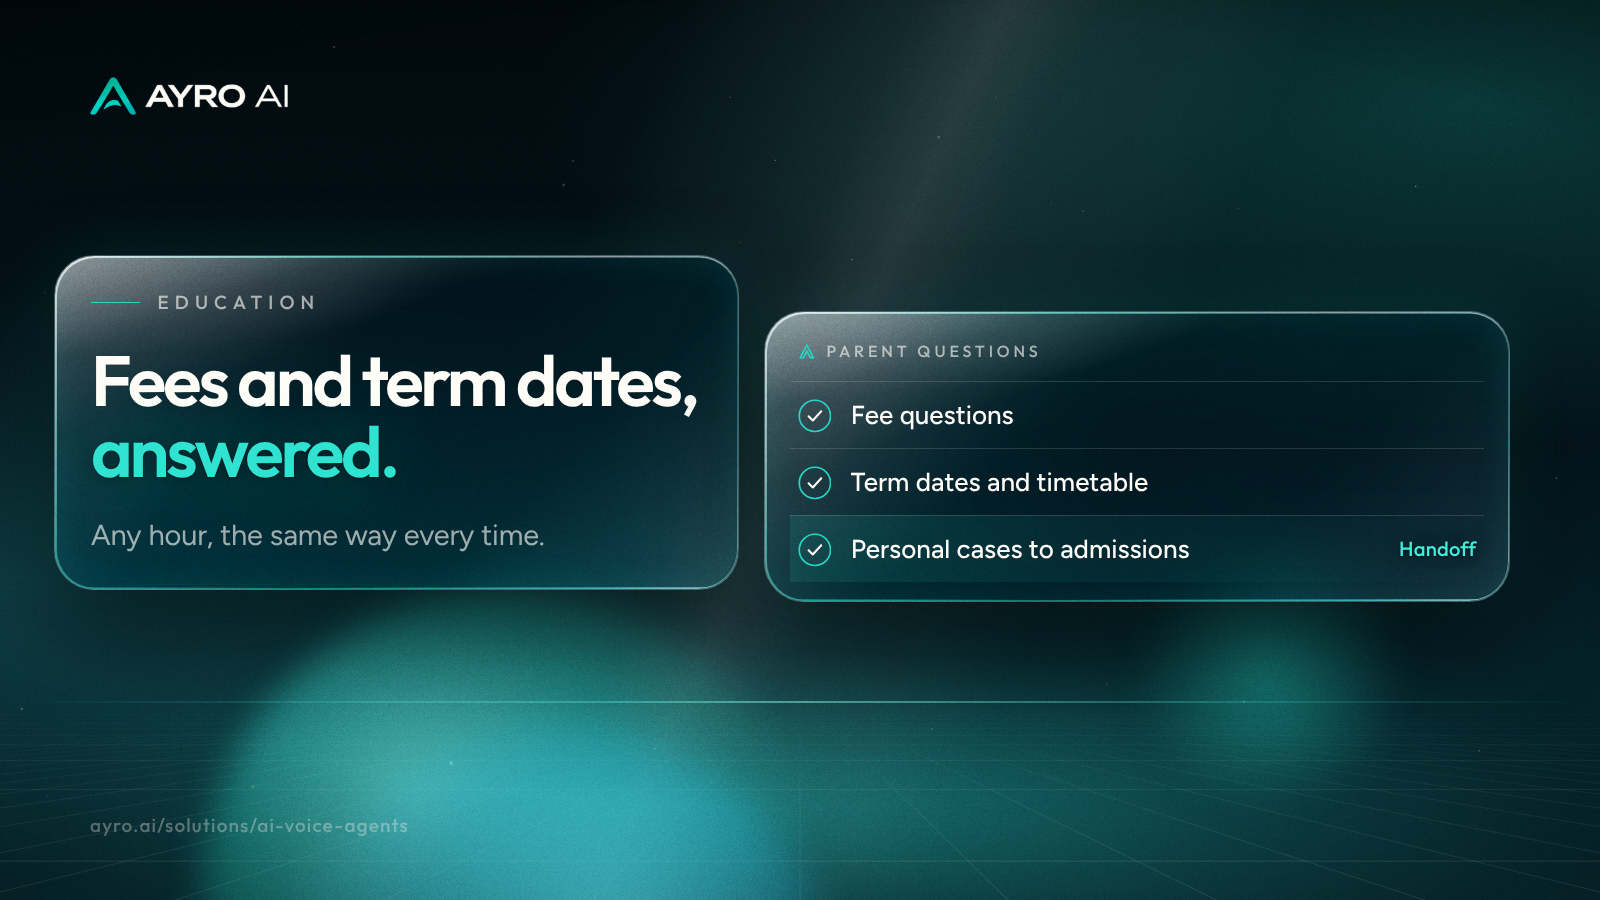 AYRO AI
EDUCATION
Fees and term dates,
answered.
Any hour, the same way every time.
PARENT QUESTIONS
Fee questions
Term dates and timetable
Personal cases to admissions
Handoff
ayro.ai/solutions/ai-voice-agents